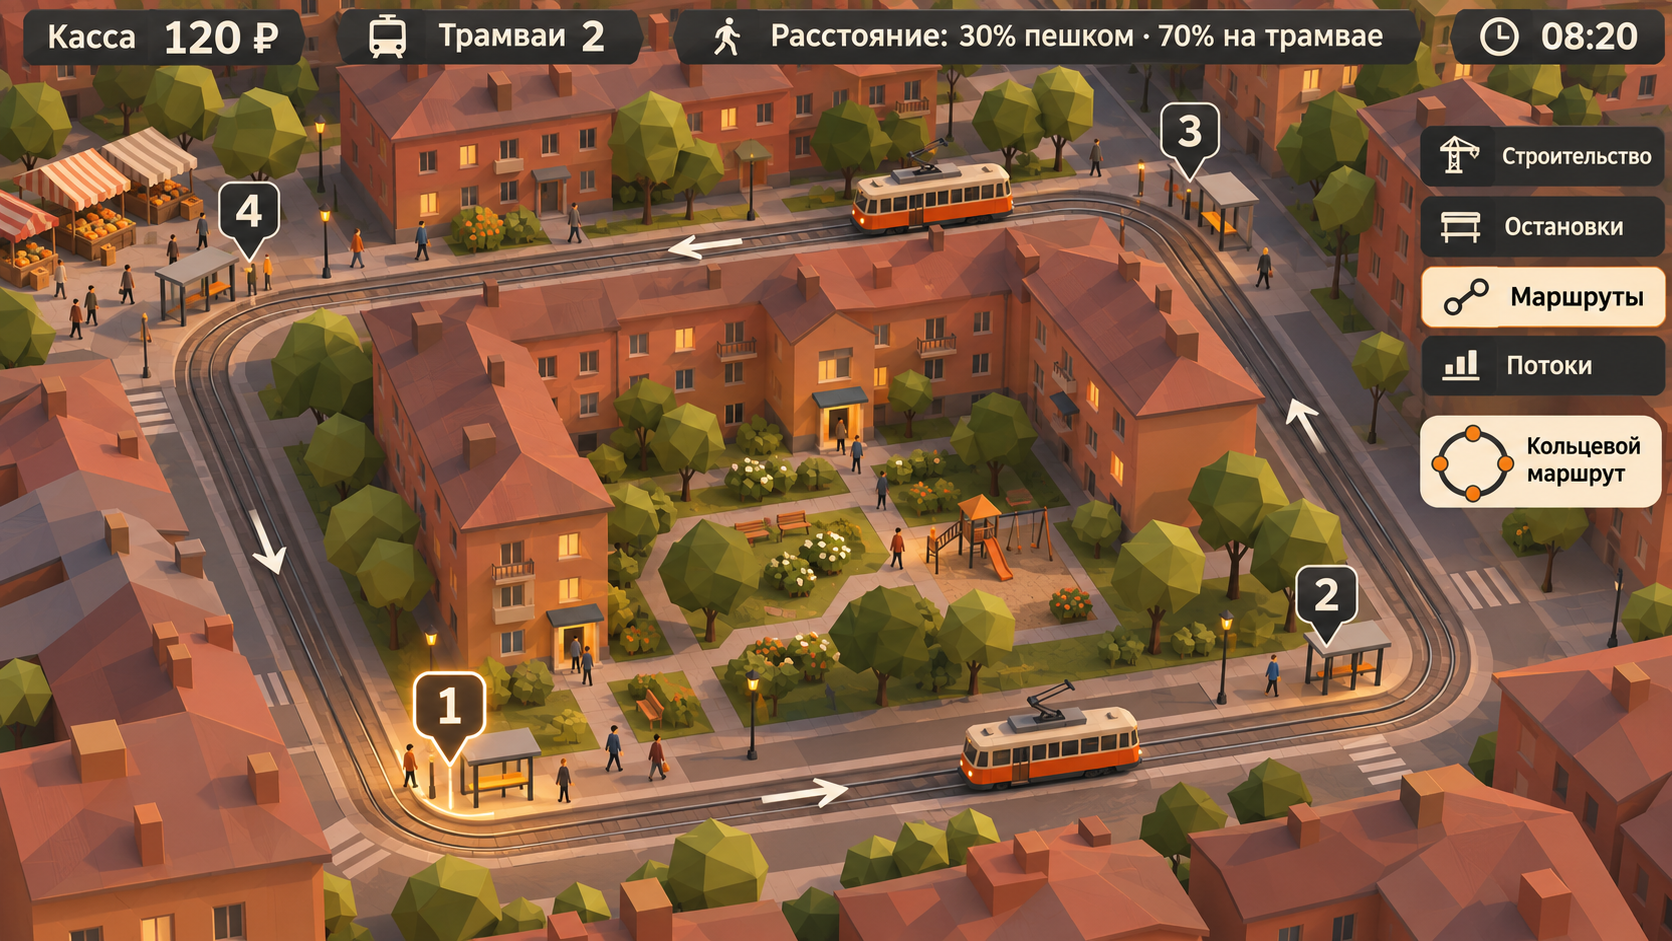 Касса 120 ₽
Трамваи 2
Расстояние: 30% пешком · 70% на трамвае
08:20
3
4
Строительство
Остановки
Маршруты
Потоки
Кольцевой
маршрут
2
1